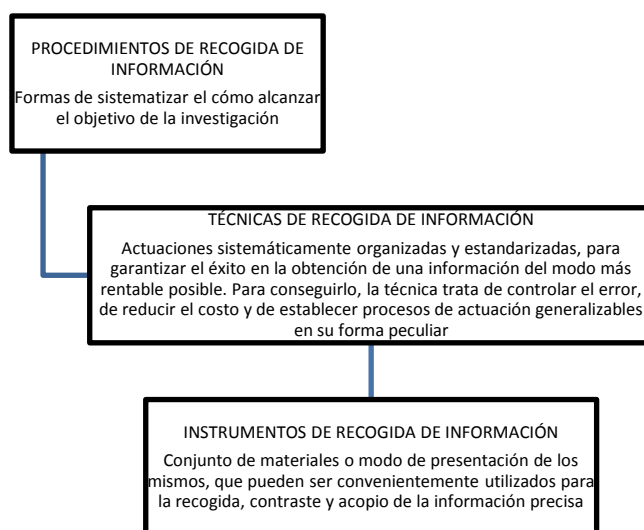 PROCEDIMIENTOS DE RECOGIDA DE
INFORMACIÓN
Formas de sistematizar el cómo alcanzar
el objetivo de la investigación
TÉCNICAS DE RECOGIDA DE INFORMACIÓN
Actuaciones sistemáticamente organizadas y estandarizadas, para
garantizar el éxito en la obtención de una información del modo más
rentable posible. Para conseguirlo, la técnica trata de controlar el error,
de reducir el costo y de establecer procesos de actuación generalizables
en su forma peculiar
INSTRUMENTOS DE RECOGIDA DE INFORMACIÓN
Conjunto de materiales o modo de presentación de los
mismos, que pueden ser convenientemente utilizados para
la recogida, contraste y acopio de la información precisa